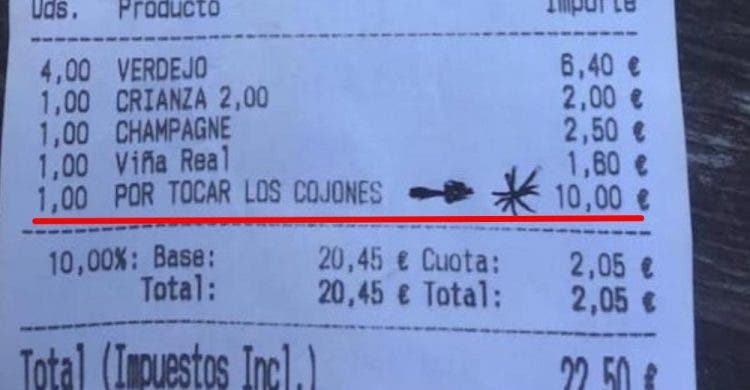 Uds. Producto Importe
4,00 VERDEJO 6,40 €
1,00 CRIANZA 2,00 2,00 €
1,00 CHAMPAGNE 2,50 €
1,00 Viña Real 1,60 €
1,00 POR TOCAR LOS COJONES 10,00 €
10,00%: Base: 20,45 € Cuota: 2,05 €
Total: 20,45 € Total: 2,05 €
Total (Impuestos Incl.) 22,50 €